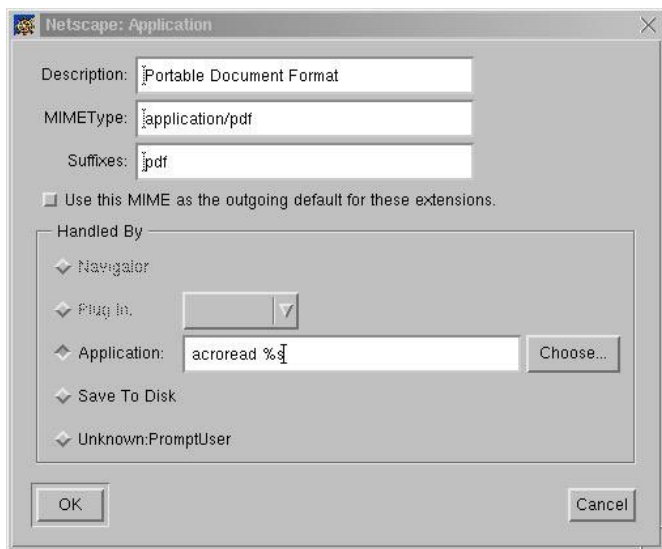 Netscape: Application
Description: Portable Document Format
MIMEType: application/pdf
Suffixes: pdf
Use this MIME as the outgoing default for these extensions.
Handled By
Navigator
Plug In:
Application: acroread %s Choose...
Save To Disk
Unknown:PromptUser
OK Cancel